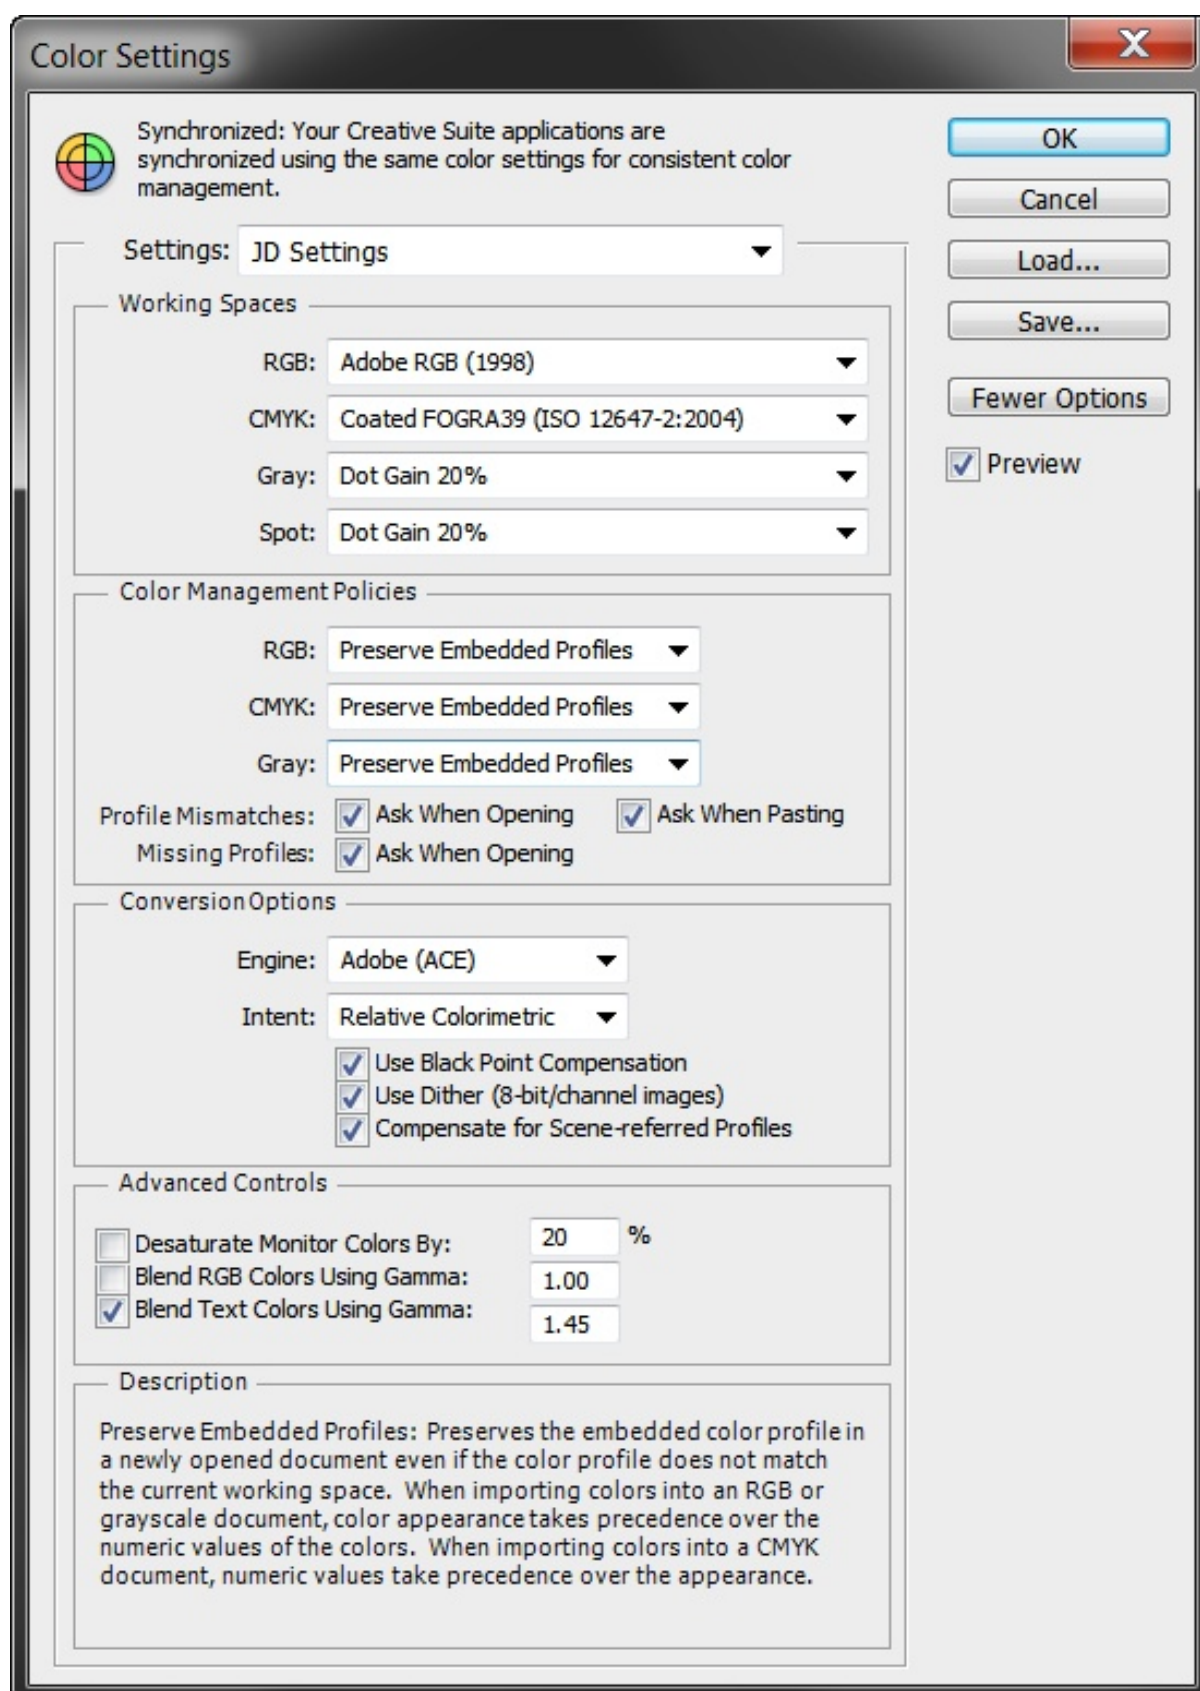 Color Settings
X
Synchronized: Your Creative Suite applications are
synchronized using the same color settings for consistent color
management.
OK
Cancel
Load...
Save...
Fewer Options
Preview
Settings: JD Settings
Working Spaces
RGB: Adobe RGB (1998)
CMYK: Coated FOGRA39 (ISO 12647-2:2004)
Gray: Dot Gain 20%
Spot: Dot Gain 20%
Color Management Policies
RGB: Preserve Embedded Profiles
CMYK: Preserve Embedded Profiles
Gray: Preserve Embedded Profiles
Profile Mismatches: Ask When Opening Ask When Pasting
Missing Profiles: Ask When Opening
Conversion Options
Engine: Adobe (ACE)
Intent: Relative Colorimetric
Use Black Point Compensation
Use Dither (8-bit/channel images)
Compensate for Scene-referred Profiles
Advanced Controls
Desaturate Monitor Colors By: 20 %
Blend RGB Colors Using Gamma: 1.00
Blend Text Colors Using Gamma: 1.45
Description
Preserve Embedded Profiles: Preserves the embedded color profile in
a newly opened document even if the color profile does not match
the current working space. When importing colors into an RGB or
grayscale document, color appearance takes precedence over the
numeric values of the colors. When importing colors into a CMYK
document, numeric values take precedence over the appearance.